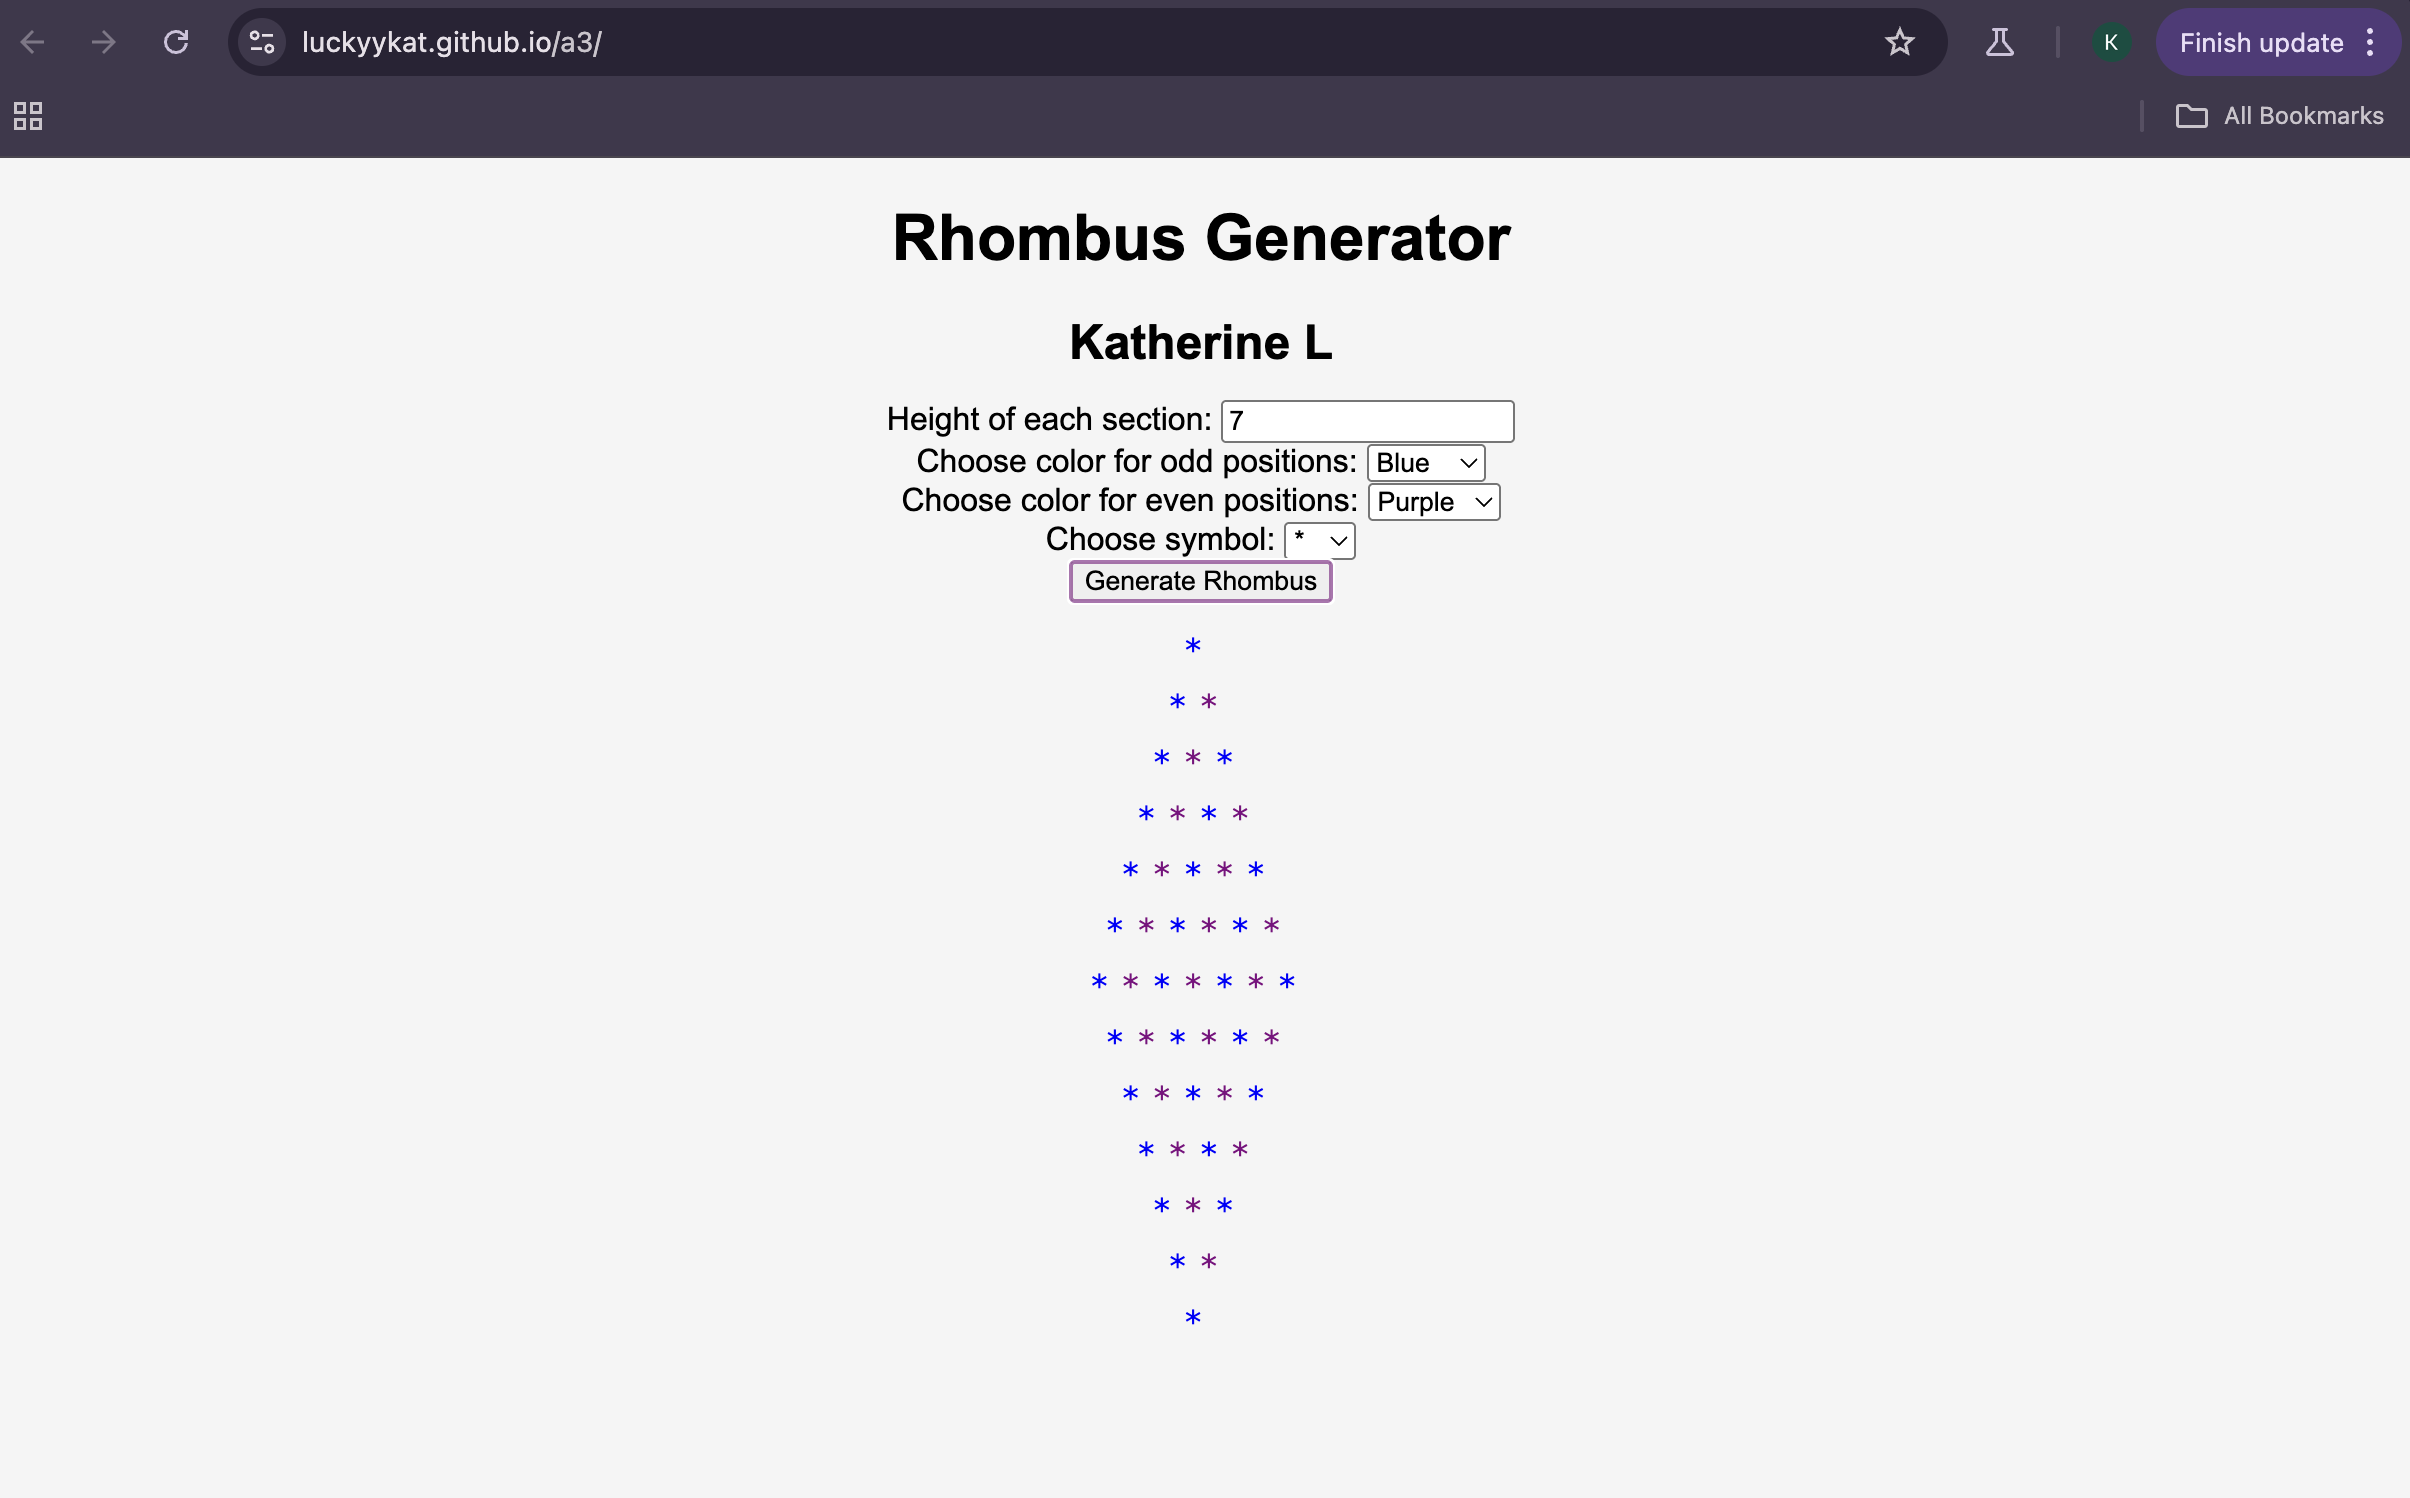 luckyykat.github.io/a3/
K
Finish update
All Bookmarks
Rhombus Generator
Katherine L
Height of each section: 7
Choose color for odd positions: Blue
Choose color for even positions: Purple
Choose symbol: *
Generate Rhombus
*
* *
* * *
* * * *
* * * * *
* * * * * *
* * * * * * *
* * * * * *
* * * * *
* * * *
* * *
* *
*